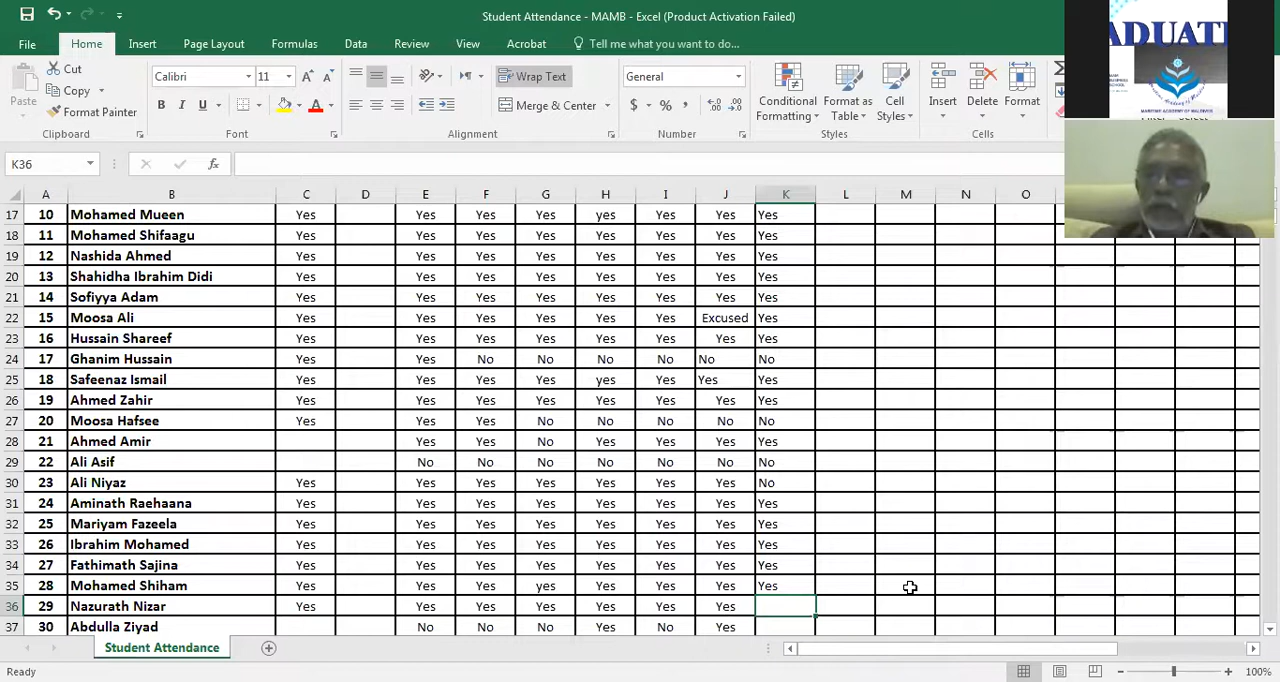 Student Attendance - MAMB - Excel (Product Activation Failed)
File Home Insert Page Layout Formulas Data Review View Acrobat Tell me what you want to do...
Paste Cut Copy Format Painter
Calibri 11 B I U A
Wrap Text Merge & Center
General $ % ,
Conditional Formatting Format as Table Cell Styles
Insert Delete Format
Clipboard Font Alignment Number Styles Cells
ADUATE
MARITIME ACADEMY OF MALDIVES
K36 fx
A B C D E F G H I J K L M N O
17 10 Mohamed Mueen Yes Yes Yes Yes yes Yes Yes Yes
18 11 Mohamed Shifaagu Yes Yes Yes Yes Yes Yes Yes Yes
19 12 Nashida Ahmed Yes Yes Yes Yes Yes Yes Yes Yes
20 13 Shahidha Ibrahim Didi Yes Yes Yes Yes Yes Yes Yes Yes
21 14 Sofiyya Adam Yes Yes Yes Yes Yes Yes Yes Yes
22 15 Moosa Ali Yes Yes Yes Yes Yes Yes Excused Yes
23 16 Hussain Shareef Yes Yes Yes Yes Yes Yes Yes Yes
24 17 Ghanim Hussain Yes Yes No No No No No No
25 18 Safeenaz Ismail Yes Yes Yes Yes yes Yes Yes Yes
26 19 Ahmed Zahir Yes Yes Yes Yes Yes Yes Yes Yes
27 20 Moosa Hafsee Yes Yes Yes No No No No No
28 21 Ahmed Amir Yes Yes No Yes Yes Yes Yes
29 22 Ali Asif No No No No No No No
30 23 Ali Niyaz Yes Yes Yes Yes Yes Yes Yes No
31 24 Aminath Raehaana Yes Yes Yes Yes Yes Yes Yes Yes
32 25 Mariyam Fazeela Yes Yes Yes Yes Yes Yes Yes Yes
33 26 Ibrahim Mohamed Yes Yes Yes Yes Yes Yes Yes Yes
34 27 Fathimath Sajina Yes Yes Yes Yes Yes Yes Yes Yes
35 28 Mohamed Shiham Yes Yes Yes yes Yes Yes Yes Yes
36 29 Nazurath Nizar Yes Yes Yes Yes Yes Yes Yes
37 30 Abdulla Ziyad No No No Yes No Yes
Student Attendance
Ready 100%